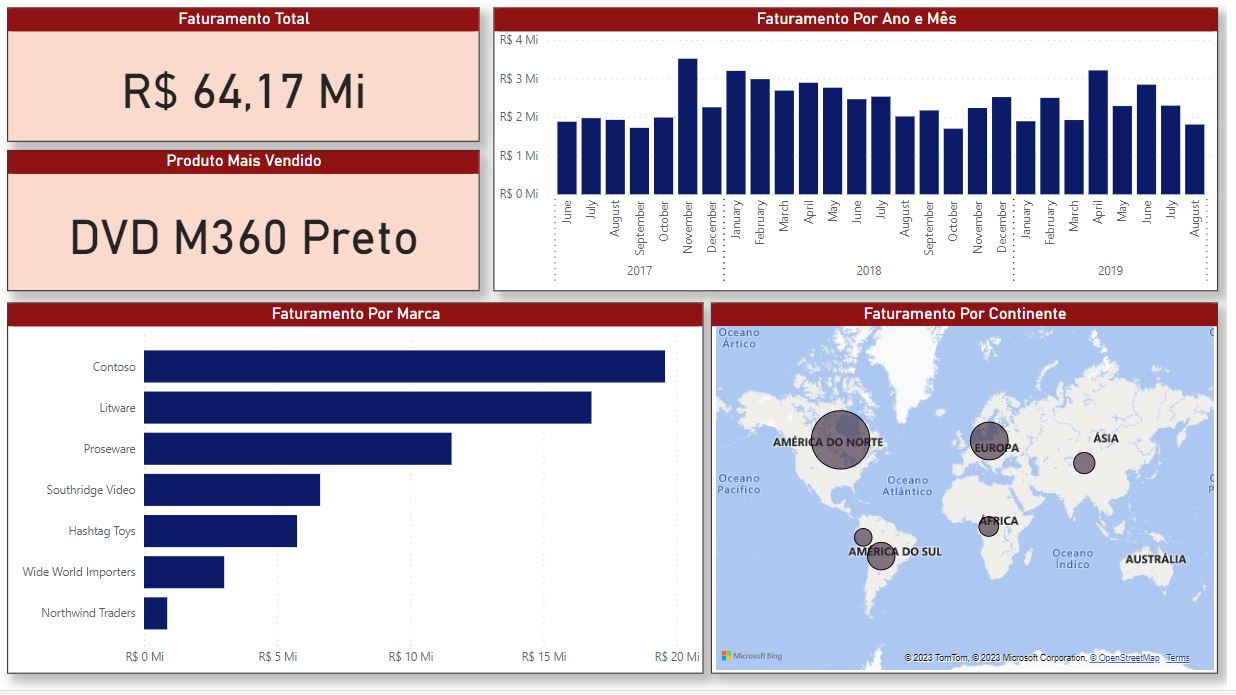 Faturamento Total
R$ 64,17 Mi
Produto Mais Vendido
DVD M360 Preto
Faturamento Por Ano e Mês
R$ 4 Mi
R$ 3 Mi
R$ 2 Mi
R$ 1 Mi
R$ 0 Mi
June
July
August
September
October
November
December
January
February
March
April
May
June
July
August
September
October
November
December
January
February
March
April
May
June
July
August
2017
2018
2019
Faturamento Por Marca
Contoso
Litware
Proseware
Southridge Video
Hashtag Toys
Wide World Importers
Northwind Traders
R$ 0 Mi
R$ 5 Mi
R$ 10 Mi
R$ 15 Mi
R$ 20 Mi
Faturamento Por Continente
Oceano
Ártico
AMÉRICA DO NORTE
EUROPA
ÁSIA
Oceano
Pacífico
Oceano
Atlântico
ÁFRICA
AMÉRICA DO SUL
Oceano
Índico
AUSTRÁLIA
Microsoft Bing
© 2023 TomTom, © 2023 Microsoft Corporation, © OpenStreetMap Terms